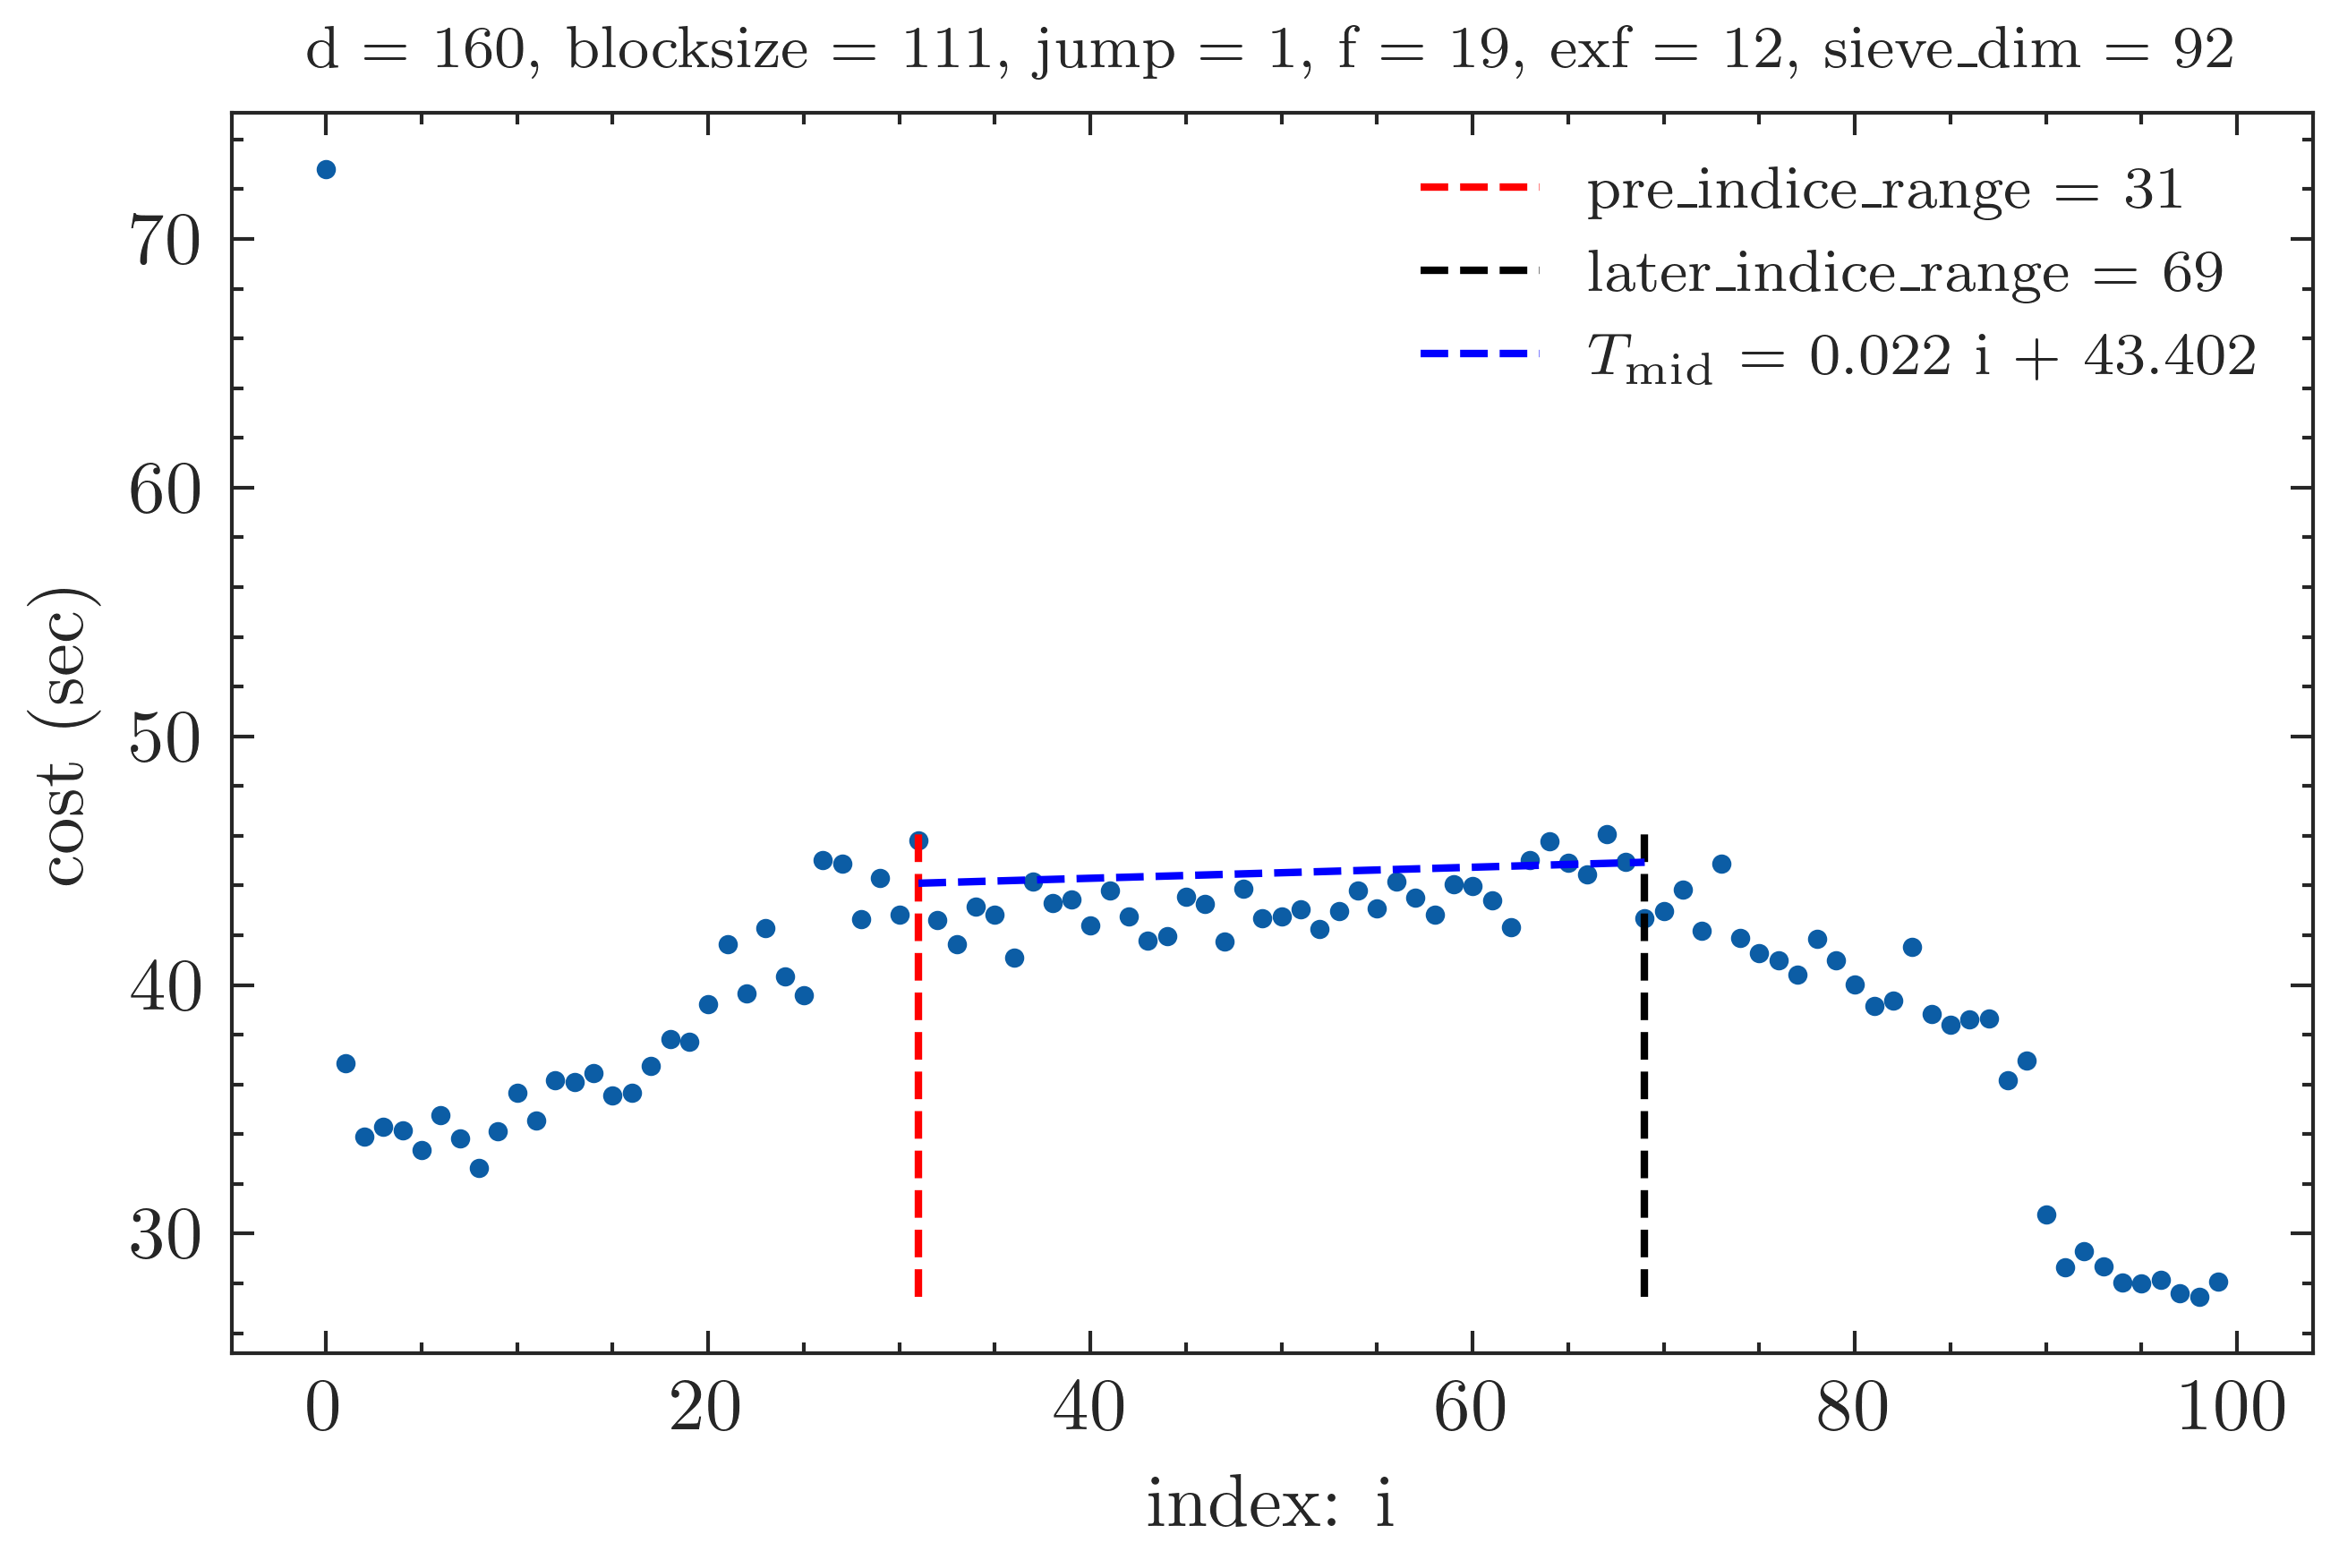 d = 160, blocksize = 111, jump = 1, f = 19, exf = 12, sieve_dim = 92
pre_indice_range = 31
later_indice_range = 69
T_mid = 0.022 i + 43.402
cost (sec)
70
60
50
40
30
0 20 40 60 80 100
index: i